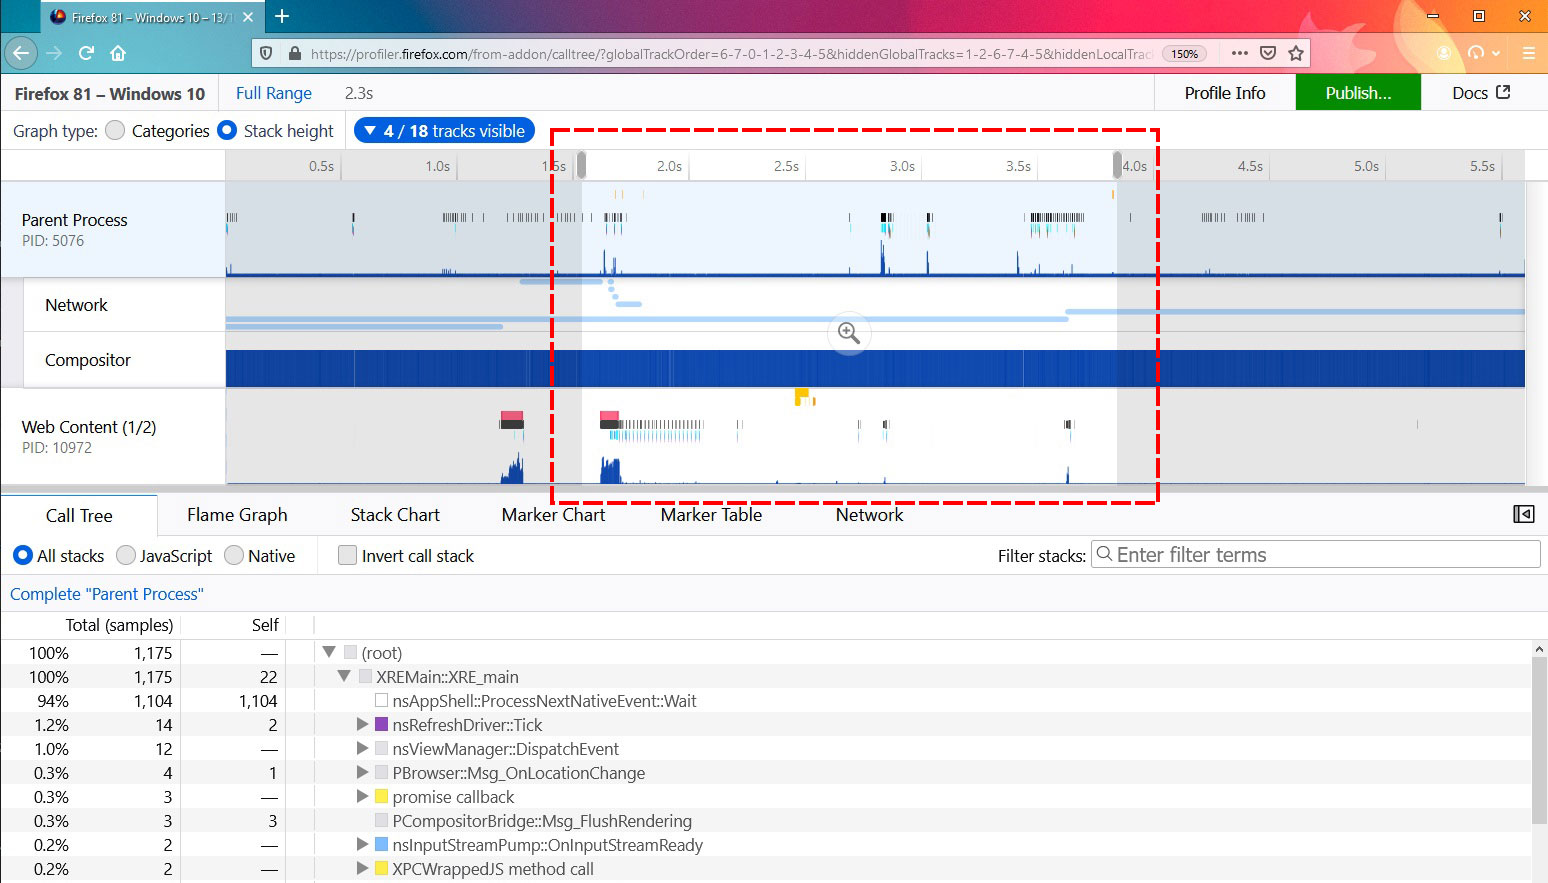 Firefox 81 – Windows 10 – 13/1
https://profiler.firefox.com/from-addon/calltree/?globalTrackOrder=6-7-0-1-2-3-4-5&hiddenGlobalTracks=1-2-6-7-4-5&hiddenLocalTrac
150%
Firefox 81 – Windows 10
Full Range
2.3s
Profile Info
Publish...
Docs
Graph type:
Categories
Stack height
4 / 18 tracks visible
0.5s
1.0s
1.5s
2.0s
2.5s
3.0s
3.5s
4.0s
4.5s
5.0s
5.5s
Parent Process
PID: 5076
Network
Compositor
Web Content (1/2)
PID: 10972
Call Tree
Flame Graph
Stack Chart
Marker Chart
Marker Table
Network
All stacks
JavaScript
Native
Invert call stack
Filter stacks:
Enter filter terms
Complete "Parent Process"
Total (samples) Self
100% 1,175 — (root)
100% 1,175 22 XREMain::XRE_main
94% 1,104 1,104 nsAppShell::ProcessNextNativeEvent::Wait
1.2% 14 2 nsRefreshDriver::Tick
1.0% 12 — nsViewManager::DispatchEvent
0.3% 4 1 PBrowser::Msg_OnLocationChange
0.3% 3 — promise callback
0.3% 3 3 PCompositorBridge::Msg_FlushRendering
0.2% 2 — nsInputStreamPump::OnInputStreamReady
0.2% 2 — XPCWrappedJS method call